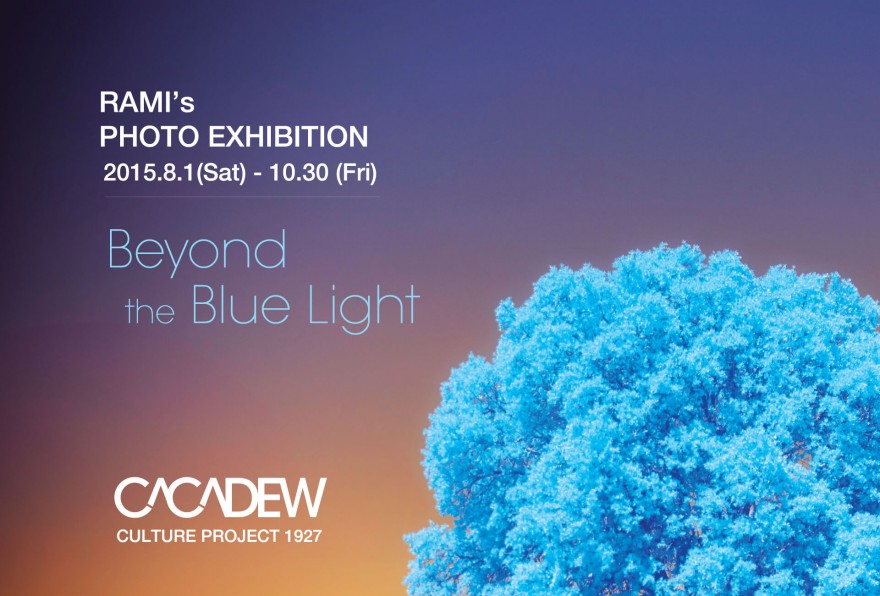 RAMI's
PHOTO EXHIBITION
2015.8.1(Sat) - 10.30 (Fri)
Beyond
the Blue Light
CACADEW
CULTURE PROJECT 1927